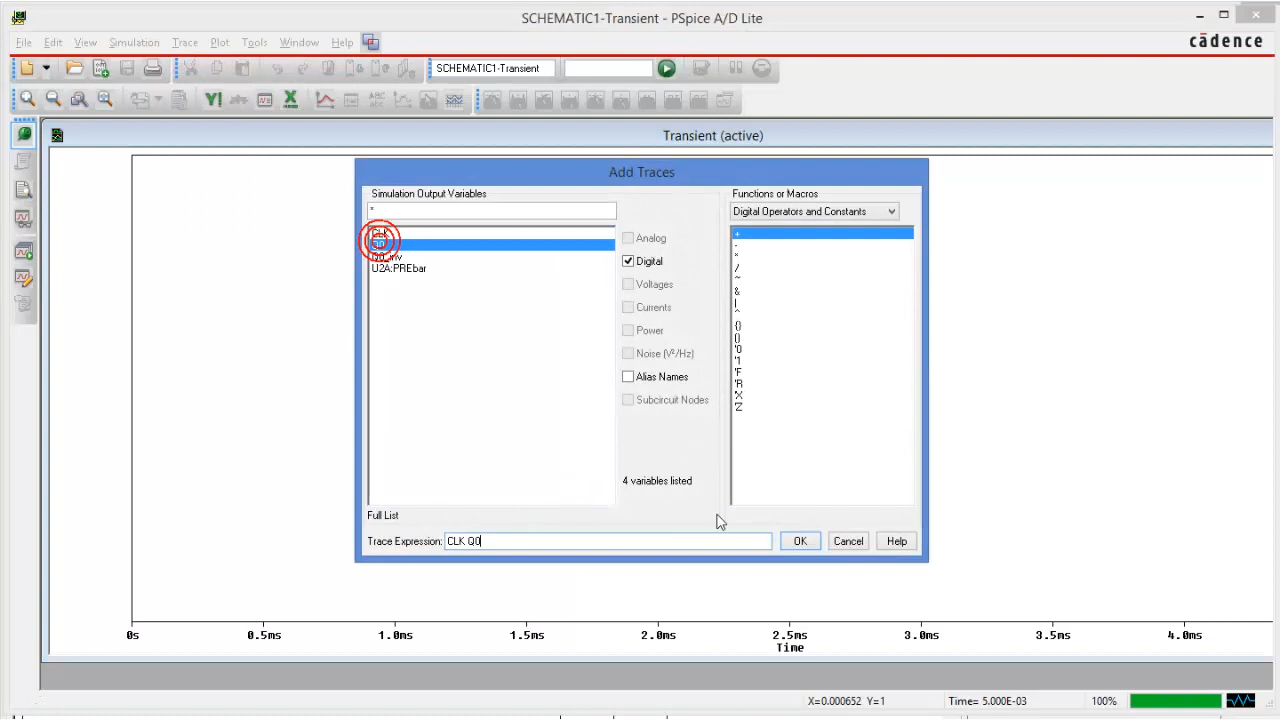 SCHEMATIC1-Transient - PSpice A/D Lite
File Edit View Simulation Trace Plot Tools Window Help
cādence
SCHEMATIC1-Transient
Transient (active)
Add Traces
Simulation Output Variables
*
CLK
Q0
Q0_inv
U2A:PREbar
Analog
Digital
Voltages
Currents
Power
Noise (V²/Hz)
Alias Names
Subcircuit Nodes
4 variables listed
Functions or Macros
Digital Operators and Constants
+
-
*
/
~
&
|
^
{}
()
'0
'1
'F
'R
'X
'Z
Full List
Trace Expression: CLK Q0
OK Cancel Help
0s 0.5ms 1.0ms 1.5ms 2.0ms 2.5ms 3.0ms 3.5ms 4.0ms
Time
X=0.000652 Y=1 Time= 5.000E-03 100%